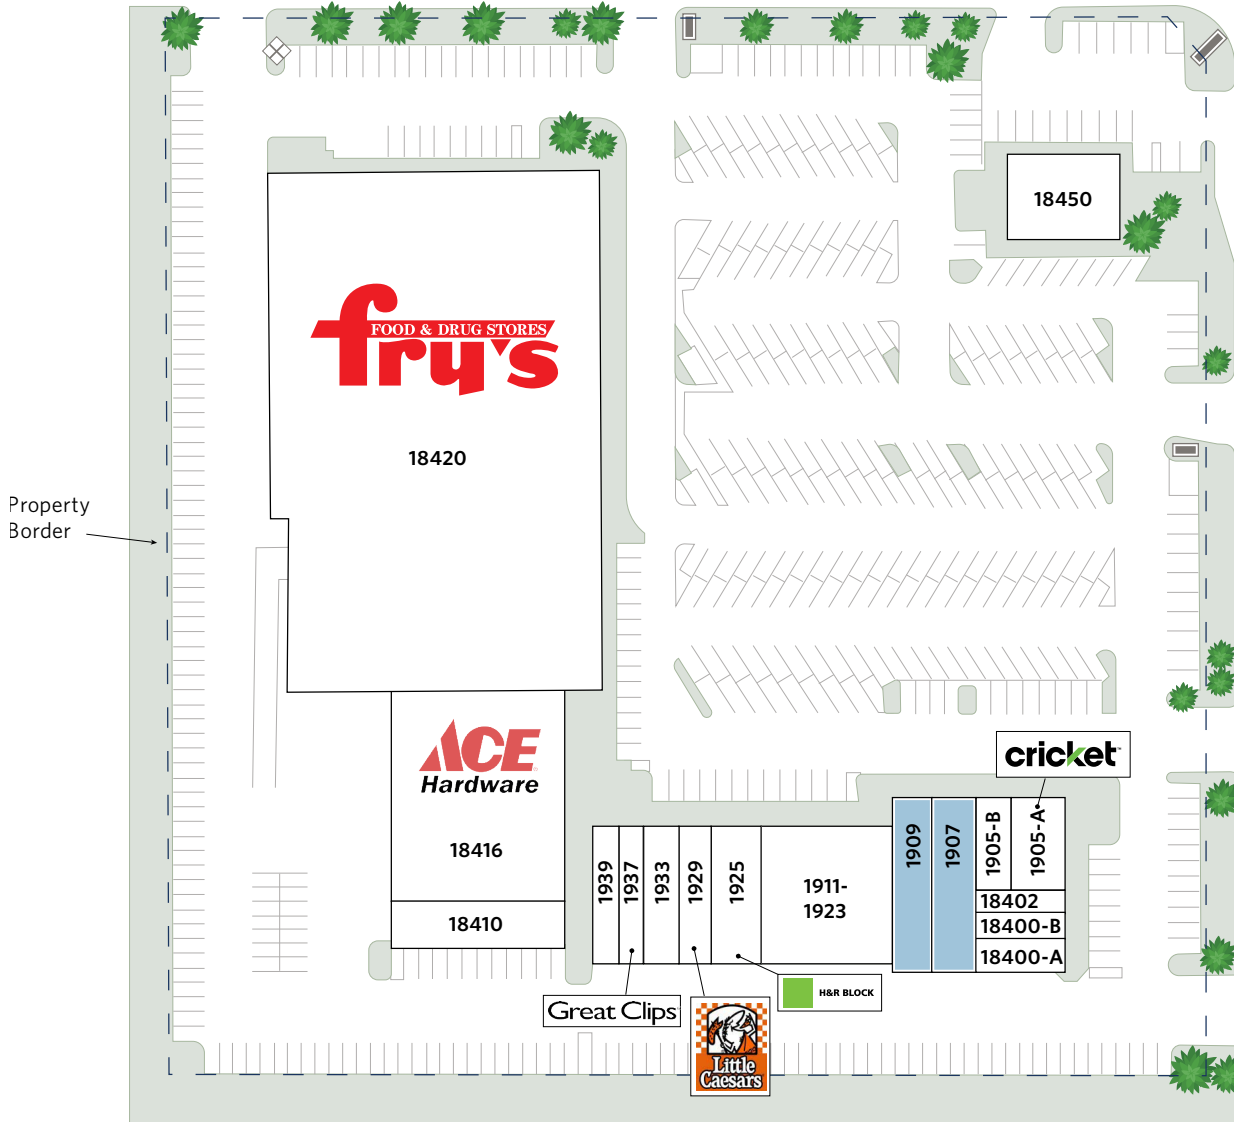 18450
fry's
FOOD & DRUG STORES
18420
Property
Border
ACE
Hardware
18416
18410
cricket
1939
1937
1933
1929
1925
1911-
1923
1909
1907
1905-B
1905-A
18402
18400-B
18400-A
Great Clips
H&R BLOCK
Little
Caesars